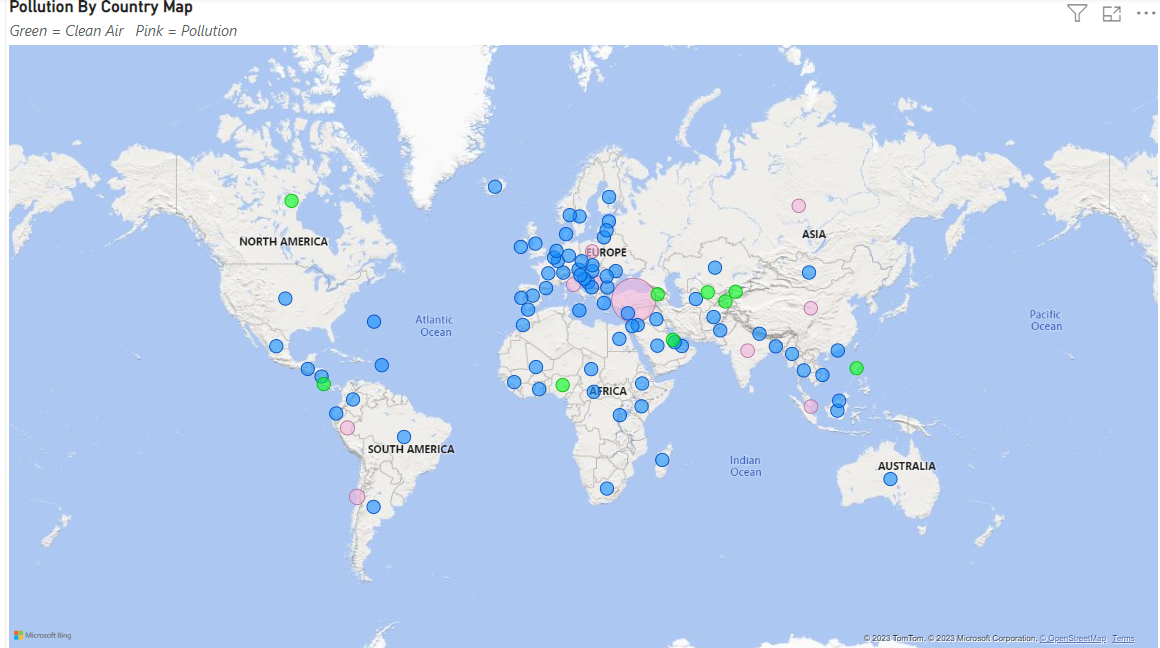 Pollution By Country Map
Green = Clean Air Pink = Pollution
NORTH AMERICA
EUROPE
ASIA
Atlantic
Ocean
Pacific
Ocean
AFRICA
SOUTH AMERICA
Indian
Ocean
AUSTRALIA
Microsoft Bing
© 2023 TomTom, © 2023 Microsoft Corporation, © OpenStreetMap Terms